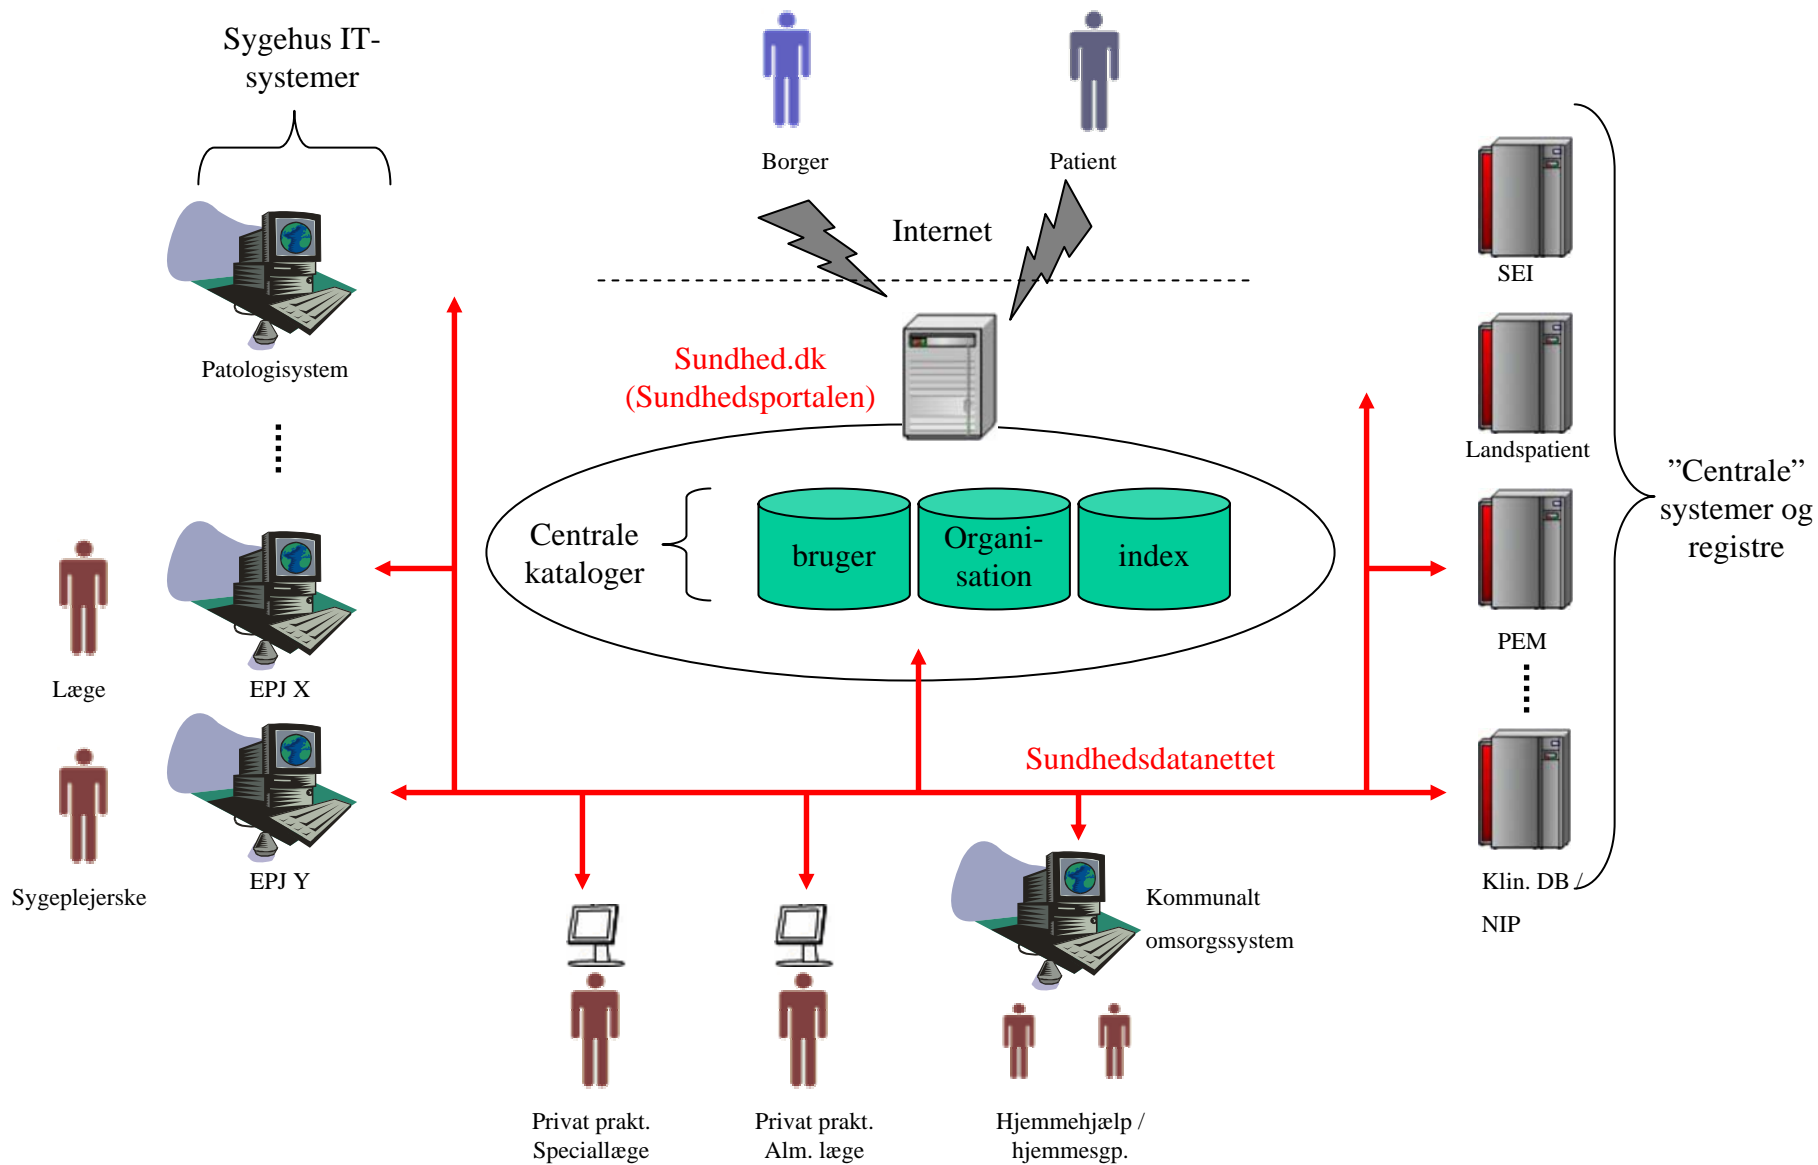 Sygehus IT-
systemer
Borger
Patient
Internet
SEI
Patologisystem
Sundhed.dk
(Sundhedsportalen)
Landspatient
”Centrale”
systemer og
registre
Centrale
kataloger
bruger
Organi-
sation
index
PEM
Læge
EPJ X
Sundhedsdatanettet
Sygeplejerske
EPJ Y
Klin. DB /
NIP
Kommunalt
omsorgssystem
Privat prakt.
Speciallæge
Privat prakt.
Alm. læge
Hjemmehjælp /
hjemmesgp.